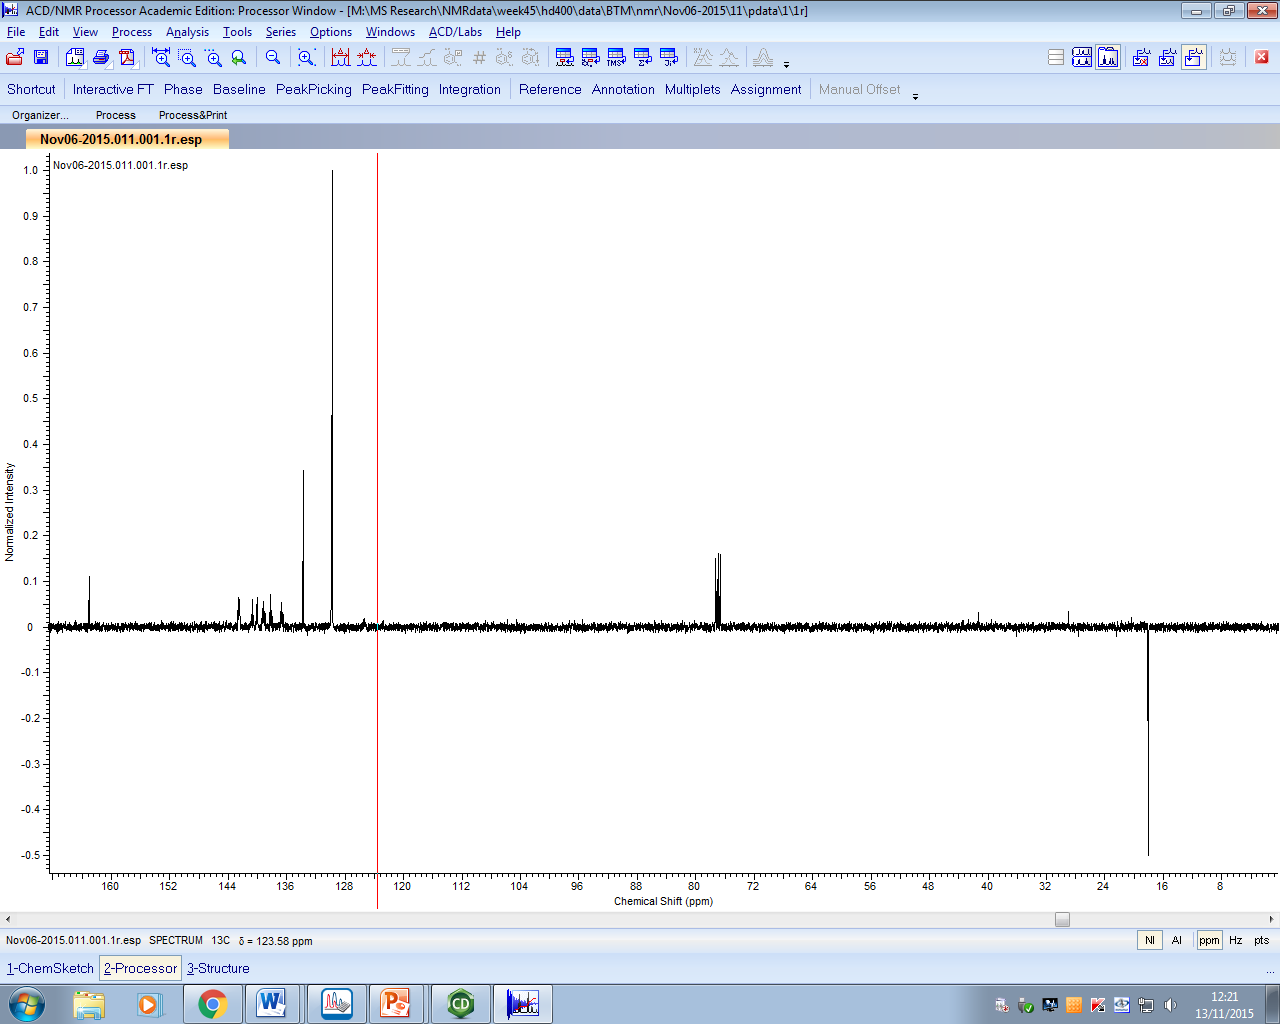 ACD/NMR Processor Academic Edition: Processor Window - [M:\MS Research\NMRdata\week45\hd400\data\BTM\nmr\Nov06-2015\11\pdata\1\1r]
File Edit View Process Analysis Tools Series Options Windows ACD/Labs Help
Shortcut Interactive FT Phase Baseline PeakPicking PeakFitting Integration Reference Annotation Multiplets Assignment Manual Offset
Organizer... Process Process&Print
Nov06-2015.011.001.1r.esp
Nov06-2015.011.001.1r.esp
1.0
0.9
0.8
0.7
0.6
0.5
0.4
0.3
0.2
0.1
0
-0.1
-0.2
-0.3
-0.4
-0.5
Normalized Intensity
160 152 144 136 128 120 112 104 96 88 80 72 64 56 48 40 32 24 16 8
Chemical Shift (ppm)
Nov06-2015.011.001.1r.esp SPECTRUM 13C δ = 123.58 ppm NI AI ppm Hz pts
1-ChemSketch 2-Processor 3-Structure ...
12:21
13/11/2015